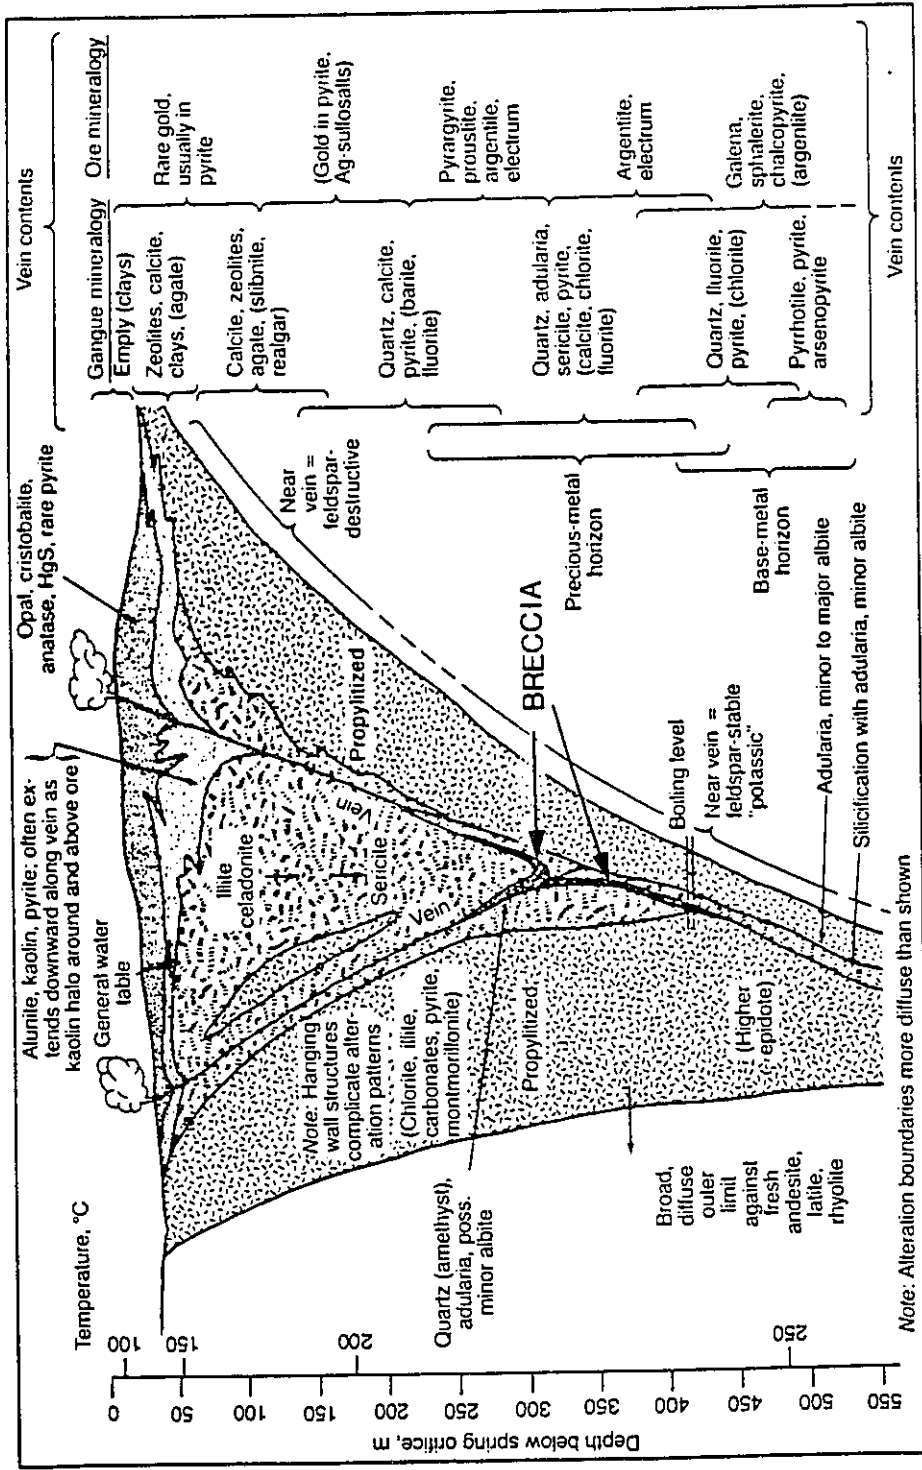 Vein contents
Gangue mineralogy
Ore mineralogy
Empty (clays)
Zeolites, calcite,
clays, (agate)
Calcite, zeolites,
agate, (stibnite,
realgar)
Quartz, calcite,
pyrite, (barite,
fluorite)
Quartz, adularia,
sericite, pyrite,
(calcite, chlorite,
fluorite)
Quartz, fluorite,
pyrite, (chlorite)
Pyrrhotite, pyrite,
arsenopyrite
Rare gold,
usually in
pyrite
(Gold in pyrite,
Ag-sulfosalts)
Pyrargyrite,
proustite,
argentite,
electrum
Argentite,
electrum
Galena,
sphalerite,
chalcopyrite,
(argentite)
Vein contents
Opal, cristobalite,
anatase, HgS, rare pyrite
Alunite, kaolin, pyrite: often ex-
tends downward along vein as
kaolin halo around and above ore
General water
table
Near
vein =
feldspar-
destructive
Precious-metal
horizon
Base-metal
horizon
Propylitized
BRECCIA
Boiling level
Near vein =
feldspar-stable
"potassic"
Adularia, minor to major albite
Silicification with adularia, minor albite
Illite
celadonite
Sericite
Vein
Vein
Note: Hanging
wall structures
complicate alter-
ation patterns
(Chlorite, illite,
carbonates, pyrite,
montmorillonite)
Propylitized
(Higher
epidote)
Quartz (amethyst),
adularia, poss.
minor albite
Broad,
diffuse
outer
limit
against
fresh
andesite,
latite,
rhyolite
Temperature, °C
100
150
200
250
0
50
100
150
200
250
300
350
400
450
500
550
Depth below spring orifice, m
Note: Alteration boundaries more diffuse than shown